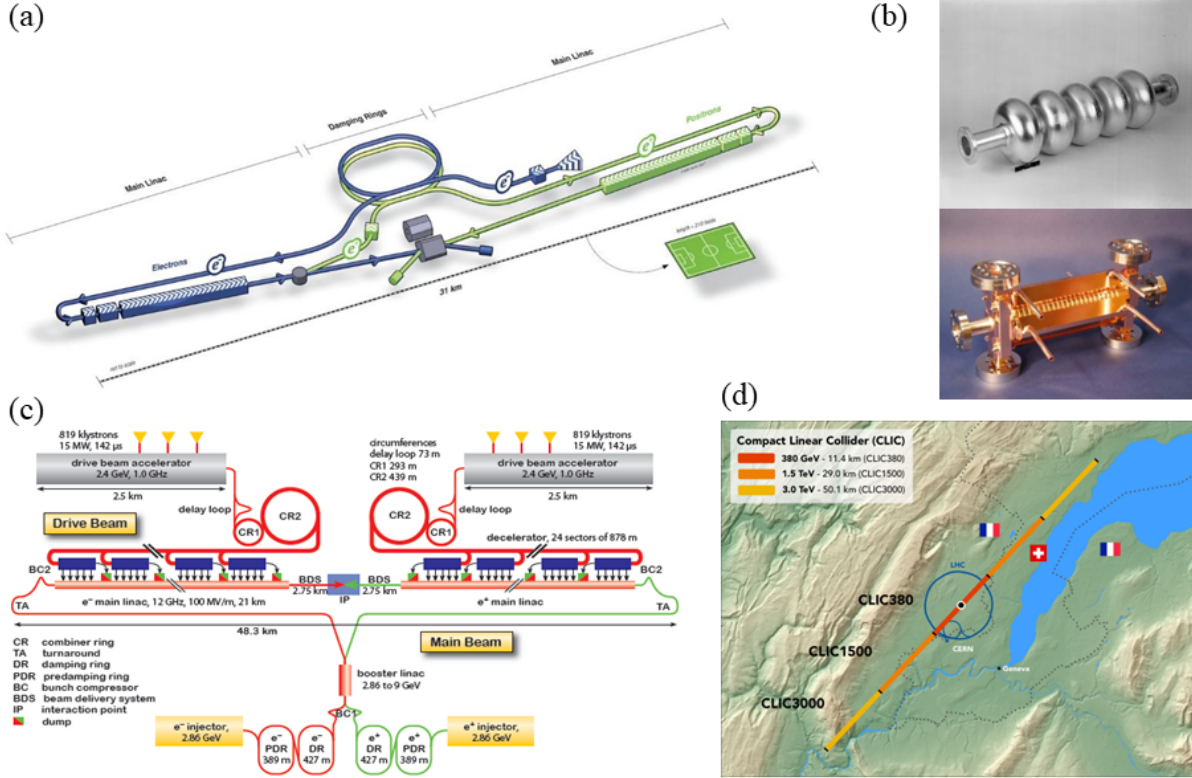 (a)
Main Linac
Damping Rings
Main Linac
Positrons
e⁻
e⁻
e⁻
Electrons
31 km
not to scale
(b)
(c)
819 klystrons
15 MW, 142 µs
drive beam accelerator
2.4 GeV, 1.0 GHz
2.5 km
delay loop
CR1
CR2
circumferences
delay loop 73 m
CR1 293 m
CR2 439 m
819 klystrons
15 MW, 142 µs
drive beam accelerator
2.4 GeV, 1.0 GHz
2.5 km
delay loop
CR2
CR1
Drive Beam
decelerator, 24 sectors of 878 m
BC2
BDS
2.75 km
IP
BDS
2.75 km
BC2
TA
e⁻ main linac, 12 GHz, 100 MV/m, 21 km
e⁺ main linac
TA
48.3 km
Main Beam
CR combiner ring
TA turnaround
DR damping ring
PDR predamping ring
BC bunch compressor
BDS beam delivery system
IP interaction point
dump
booster linac
2.86 to 9 GeV
BC1
e⁻ injector,
2.86 GeV
e⁻
PDR
389 m
e⁻
DR
427 m
e⁺
DR
427 m
e⁺
PDR
389 m
e⁺ injector,
2.86 GeV
(d)
Compact Linear Collider (CLIC)
380 GeV - 11.4 km (CLIC380)
1.5 TeV - 29.0 km (CLIC1500)
3.0 TeV - 50.1 km (CLIC3000)
LHC
CLIC380
CERN
CLIC1500
Geneva
CLIC3000